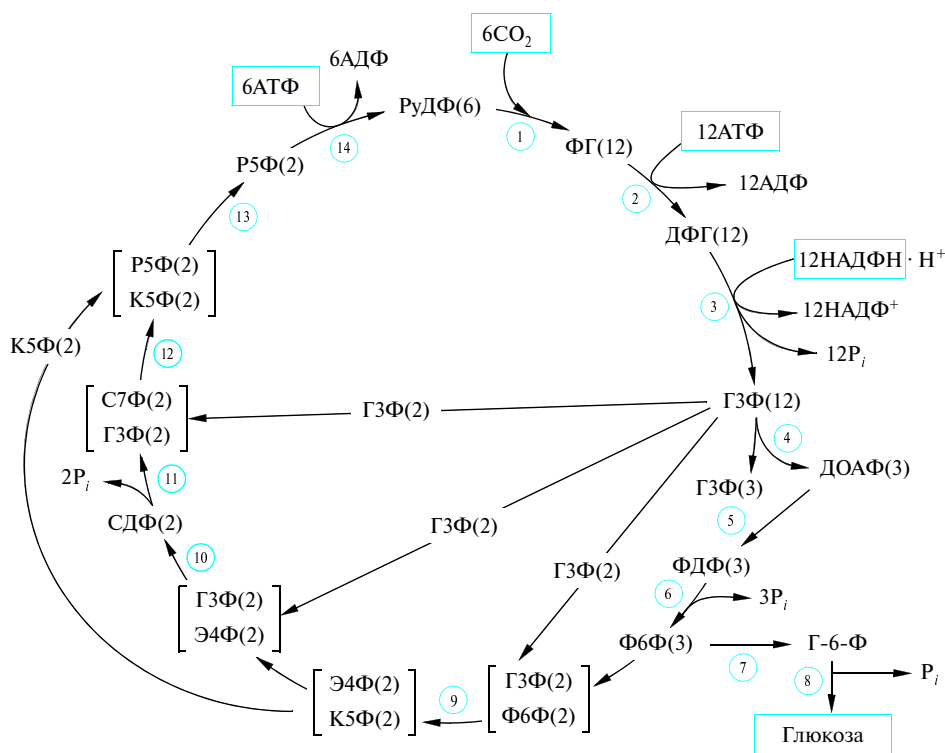 6CO₂
6АДФ
6АТФ
РуДФ(6)
1
ФГ(12)
12АТФ
2
12АДФ
ДФГ(12)
12НАДФН · Н⁺
3
12НАДФ⁺
12Pᵢ
Г3Ф(12)
4
ДОАФ(3)
Г3Ф(3)
5
ФДФ(3)
6
3Pᵢ
Ф6Ф(3)
7
Г-6-Ф
8
Pᵢ
Глюкоза
Г3Ф(2)
Г3Ф(2)
Г3Ф(2)
Г3Ф(2)
Ф6Ф(2)
9
Э4Ф(2)
К5Ф(2)
Г3Ф(2)
Э4Ф(2)
10
СДФ(2)
2Pᵢ
11
С7Ф(2)
Г3Ф(2)
12
К5Ф(2)
Р5Ф(2)
К5Ф(2)
13
Р5Ф(2)
14